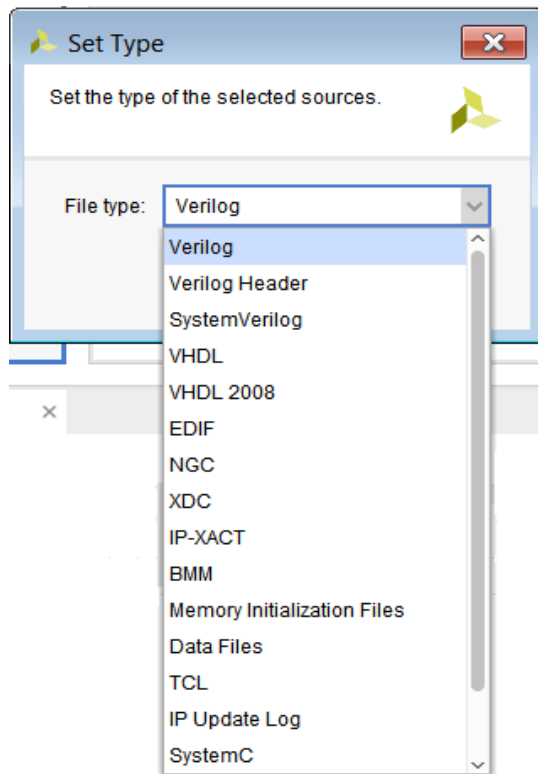 Set Type
Set the type of the selected sources.
File type: Verilog
Verilog
Verilog Header
SystemVerilog
VHDL
VHDL 2008
EDIF
NGC
XDC
IP-XACT
BMM
Memory Initialization Files
Data Files
TCL
IP Update Log
SystemC